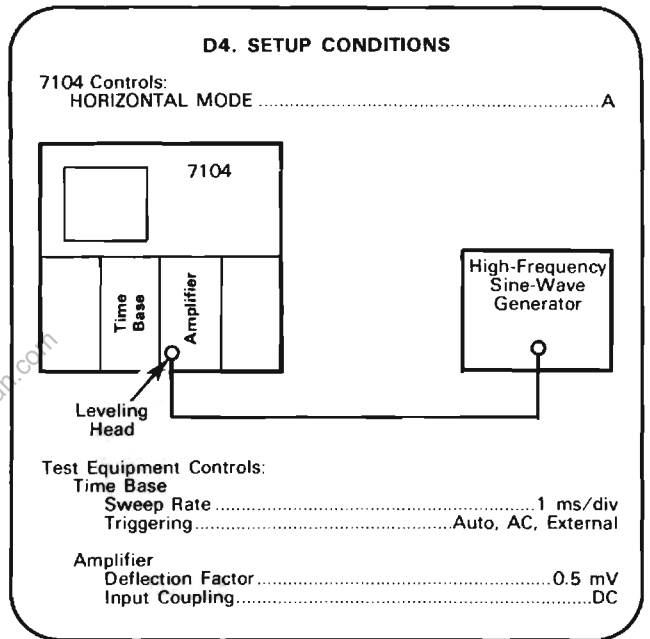 D4. SETUP CONDITIONS
7104 Controls:
HORIZONTAL MODE ................................................................ A
7104
Time Base
Amplifier
High-Frequency
Sine-Wave
Generator
Leveling
Head
Test Equipment Controls:
Time Base
Sweep Rate ............................................................ 1 ms/div
Triggering ................................................ Auto, AC, External
Amplifier
Deflection Factor ...................................................... 0.5 mV
Input Coupling ............................................................ DC